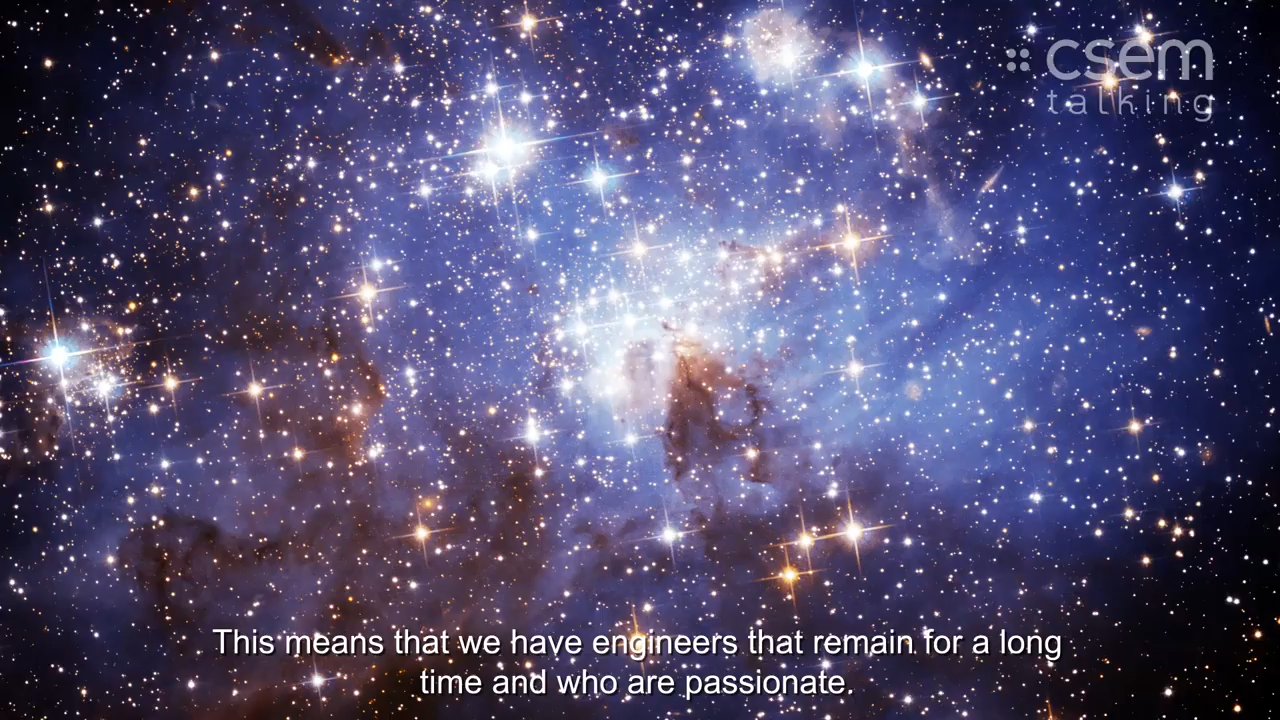 csem
talking
This means that we have engineers that remain for a long
time and who are passionate.